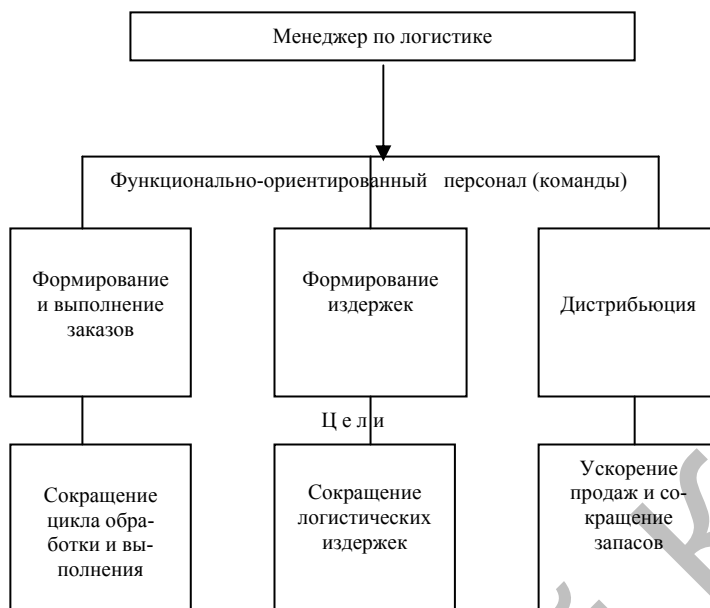 Менеджер по логистике
Функционально-ориентированный персонал (команды)
Формирование
и выполнение
заказов
Формирование
издержек
Дистрибьюция
Ц е л и
Сокращение
цикла обра-
ботки и вы-
полнения
Сокращение
логистических
издержек
Ускорение
продаж и со-
кращение
запасов